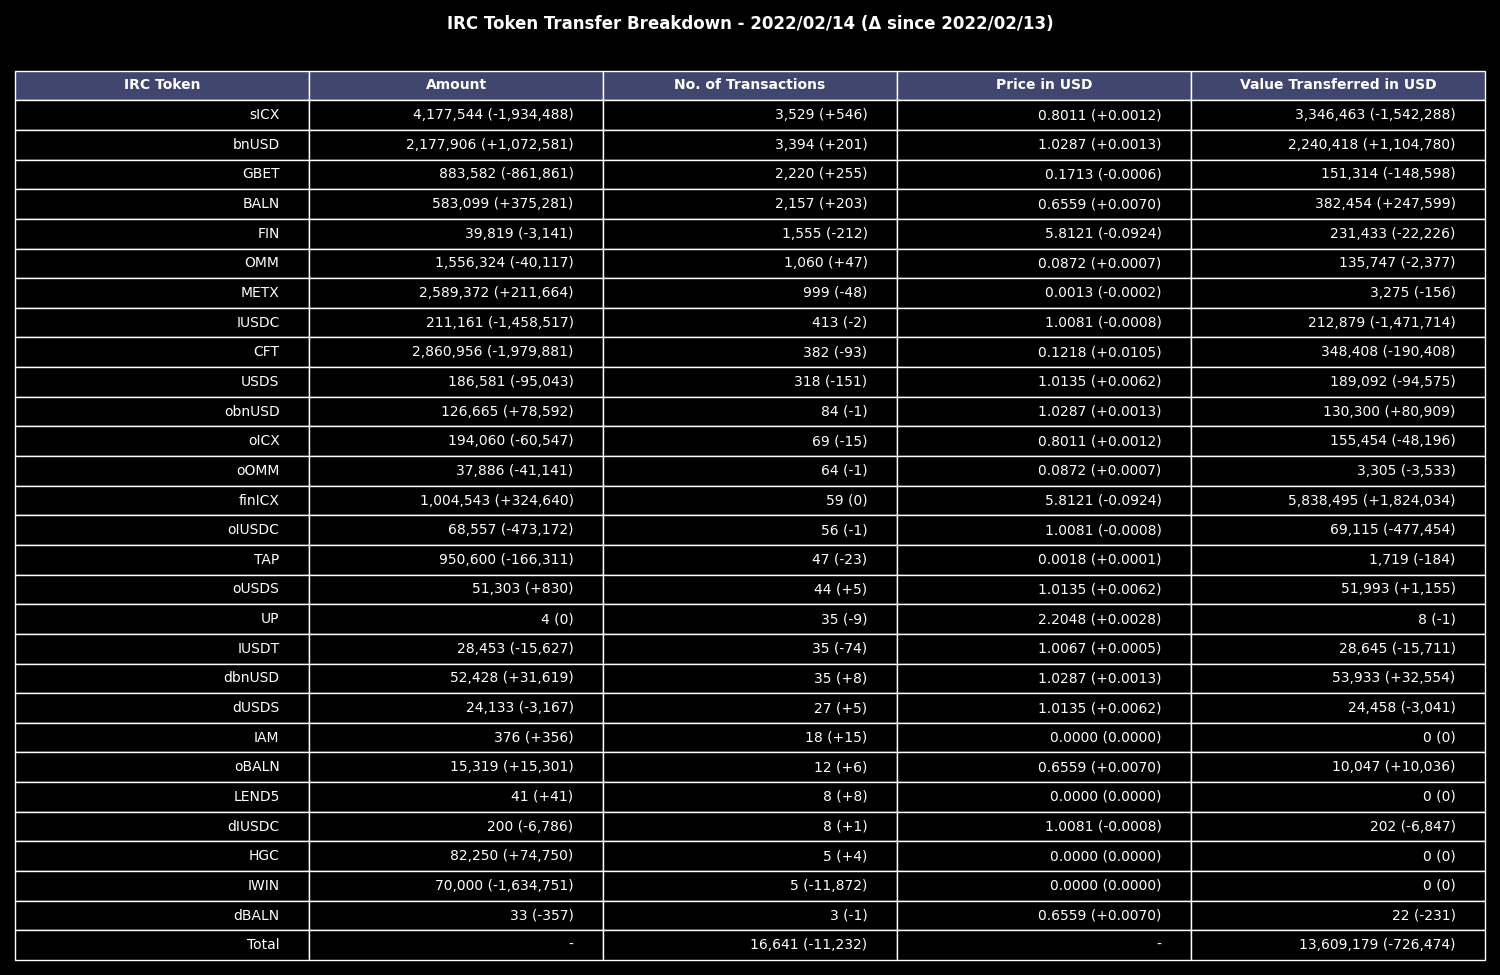 IRC Token Transfer Breakdown - 2022/02/14 (Δ since 2022/02/13)
IRC Token Amount No. of Transactions Price in USD Value Transferred in USD
sICX 4,177,544 (-1,934,488) 3,529 (+546) 0.8011 (+0.0012) 3,346,463 (-1,542,288)
bnUSD 2,177,906 (+1,072,581) 3,394 (+201) 1.0287 (+0.0013) 2,240,418 (+1,104,780)
GBET 883,582 (-861,861) 2,220 (+255) 0.1713 (-0.0006) 151,314 (-148,598)
BALN 583,099 (+375,281) 2,157 (+203) 0.6559 (+0.0070) 382,454 (+247,599)
FIN 39,819 (-3,141) 1,555 (-212) 5.8121 (-0.0924) 231,433 (-22,226)
OMM 1,556,324 (-40,117) 1,060 (+47) 0.0872 (+0.0007) 135,747 (-2,377)
METX 2,589,372 (+211,664) 999 (-48) 0.0013 (-0.0002) 3,275 (-156)
IUSDC 211,161 (-1,458,517) 413 (-2) 1.0081 (-0.0008) 212,879 (-1,471,714)
CFT 2,860,956 (-1,979,881) 382 (-93) 0.1218 (+0.0105) 348,408 (-190,408)
USDS 186,581 (-95,043) 318 (-151) 1.0135 (+0.0062) 189,092 (-94,575)
obnUSD 126,665 (+78,592) 84 (-1) 1.0287 (+0.0013) 130,300 (+80,909)
oICX 194,060 (-60,547) 69 (-15) 0.8011 (+0.0012) 155,454 (-48,196)
oOMM 37,886 (-41,141) 64 (-1) 0.0872 (+0.0007) 3,305 (-3,533)
finICX 1,004,543 (+324,640) 59 (0) 5.8121 (-0.0924) 5,838,495 (+1,824,034)
oIUSDC 68,557 (-473,172) 56 (-1) 1.0081 (-0.0008) 69,115 (-477,454)
TAP 950,600 (-166,311) 47 (-23) 0.0018 (+0.0001) 1,719 (-184)
oUSDS 51,303 (+830) 44 (+5) 1.0135 (+0.0062) 51,993 (+1,155)
UP 4 (0) 35 (-9) 2.2048 (+0.0028) 8 (-1)
IUSDT 28,453 (-15,627) 35 (-74) 1.0067 (+0.0005) 28,645 (-15,711)
dbnUSD 52,428 (+31,619) 35 (+8) 1.0287 (+0.0013) 53,933 (+32,554)
dUSDS 24,133 (-3,167) 27 (+5) 1.0135 (+0.0062) 24,458 (-3,041)
IAM 376 (+356) 18 (+15) 0.0000 (0.0000) 0 (0)
oBALN 15,319 (+15,301) 12 (+6) 0.6559 (+0.0070) 10,047 (+10,036)
LEND5 41 (+41) 8 (+8) 0.0000 (0.0000) 0 (0)
dIUSDC 200 (-6,786) 8 (+1) 1.0081 (-0.0008) 202 (-6,847)
HGC 82,250 (+74,750) 5 (+4) 0.0000 (0.0000) 0 (0)
IWIN 70,000 (-1,634,751) 5 (-11,872) 0.0000 (0.0000) 0 (0)
dBALN 33 (-357) 3 (-1) 0.6559 (+0.0070) 22 (-231)
Total - 16,641 (-11,232) - 13,609,179 (-726,474)